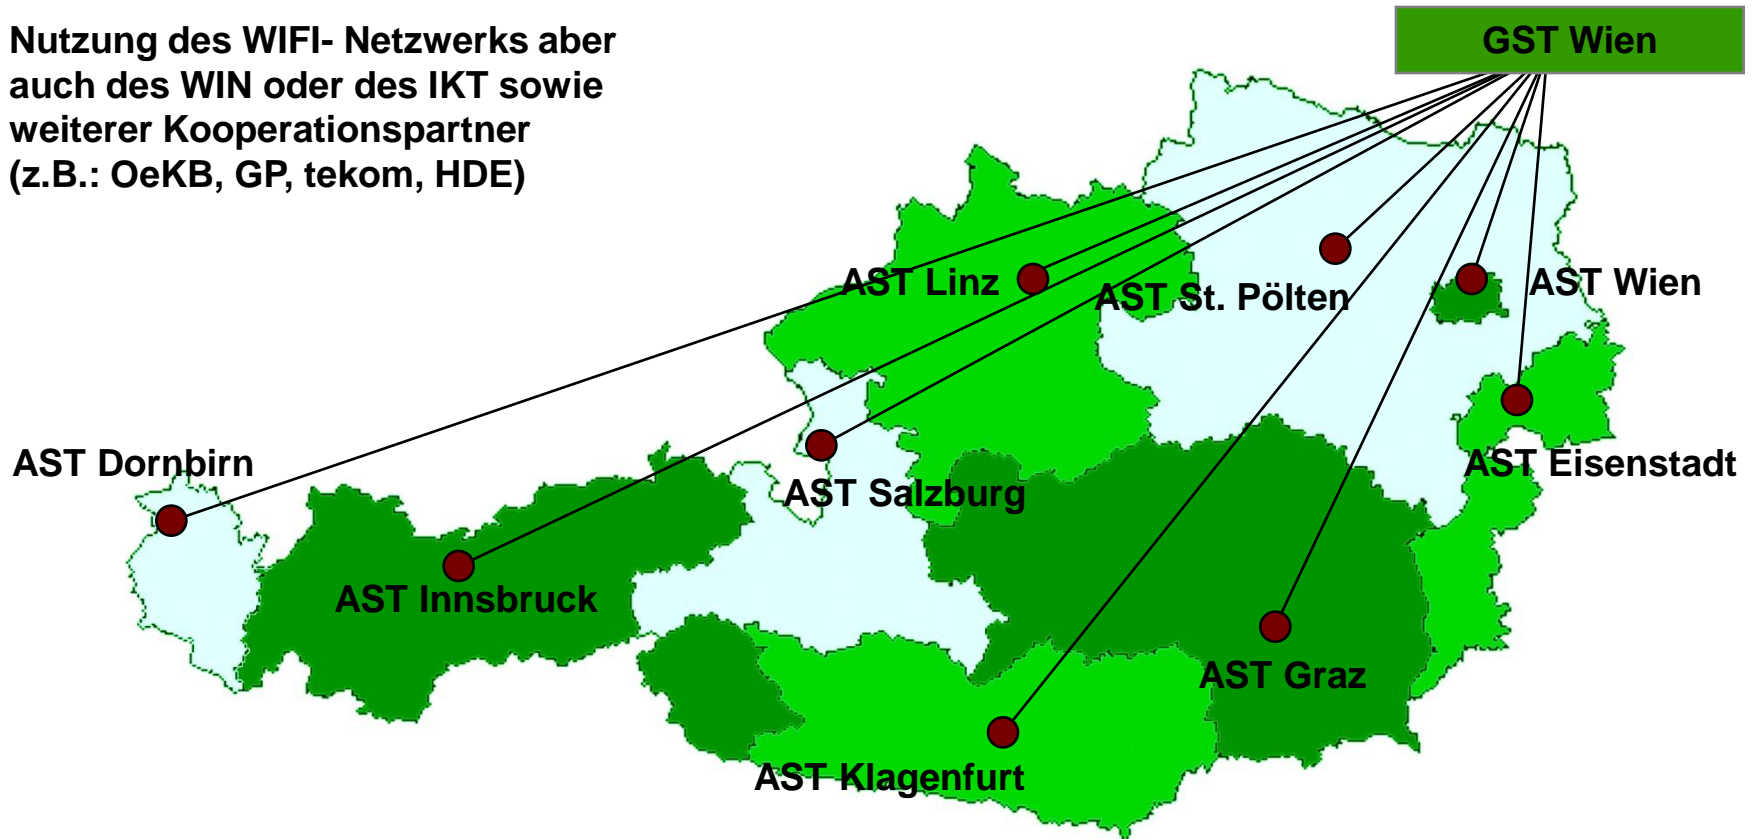 Nutzung des WIFI- Netzwerks aber
auch des WIN oder des IKT sowie
weiterer Kooperationspartner
(z.B.: OeKB, GP, tekom, HDE)
GST Wien
AST Linz
AST St. Pölten
AST Wien
AST Dornbirn
AST Salzburg
AST Eisenstadt
AST Innsbruck
AST Graz
AST Klagenfurt